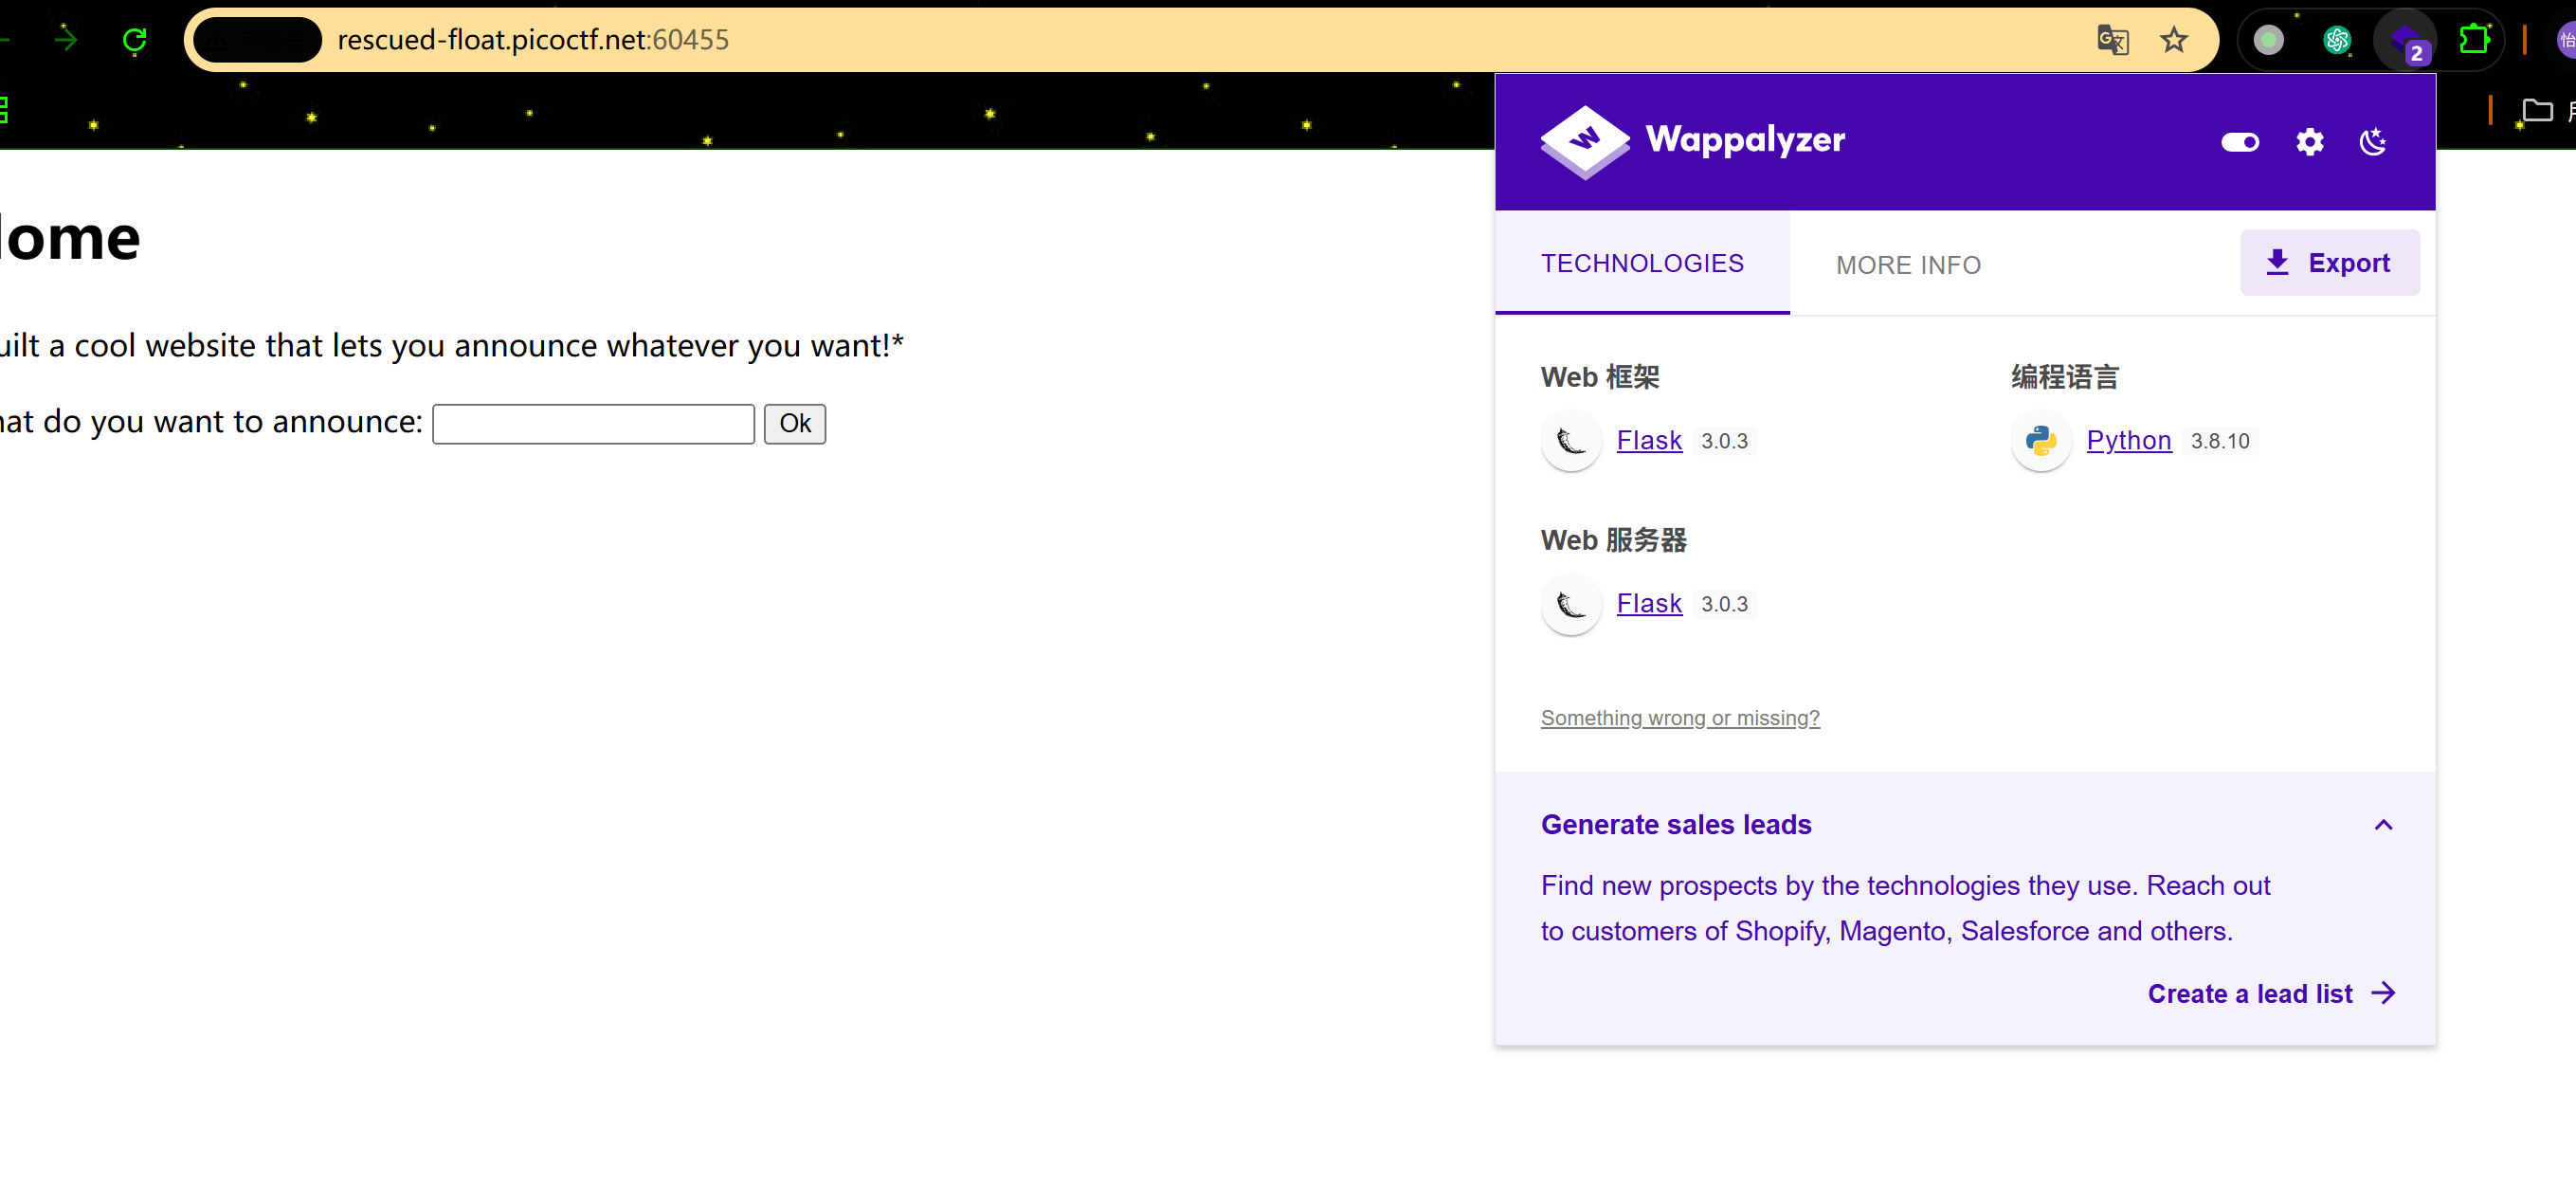 rescued-float.picoctf.net:60455
2
怡
Wappalyzer
ome
uilt a cool website that lets you announce whatever you want!*
hat do you want to announce:
Ok
TECHNOLOGIES
MORE INFO
Export
Web 框架
Flask 3.0.3
编程语言
Python 3.8.10
Web 服务器
Flask 3.0.3
Something wrong or missing?
Generate sales leads
Find new prospects by the technologies they use. Reach out
to customers of Shopify, Magento, Salesforce and others.
Create a lead list